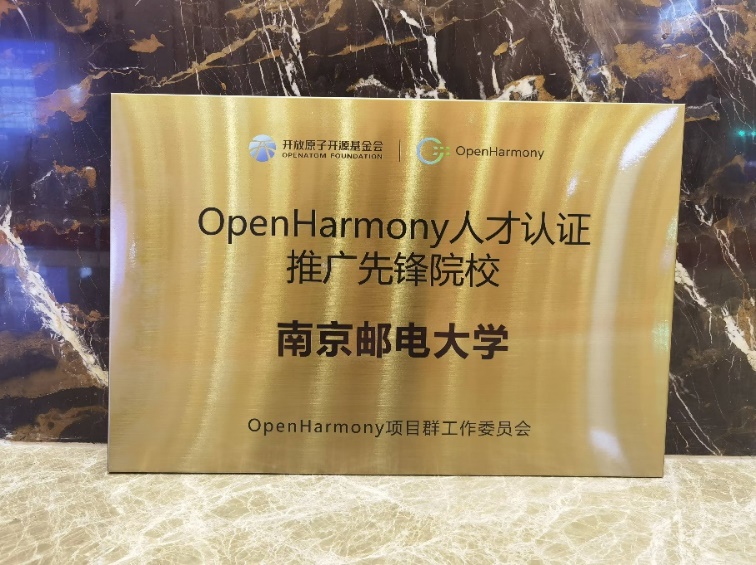 开放原子开源基金会
OPENATOM FOUNDATION
OpenHarmony
OpenHarmony人才认证
推广先锋院校
南京邮电大学
OpenHarmony项目群工作委员会